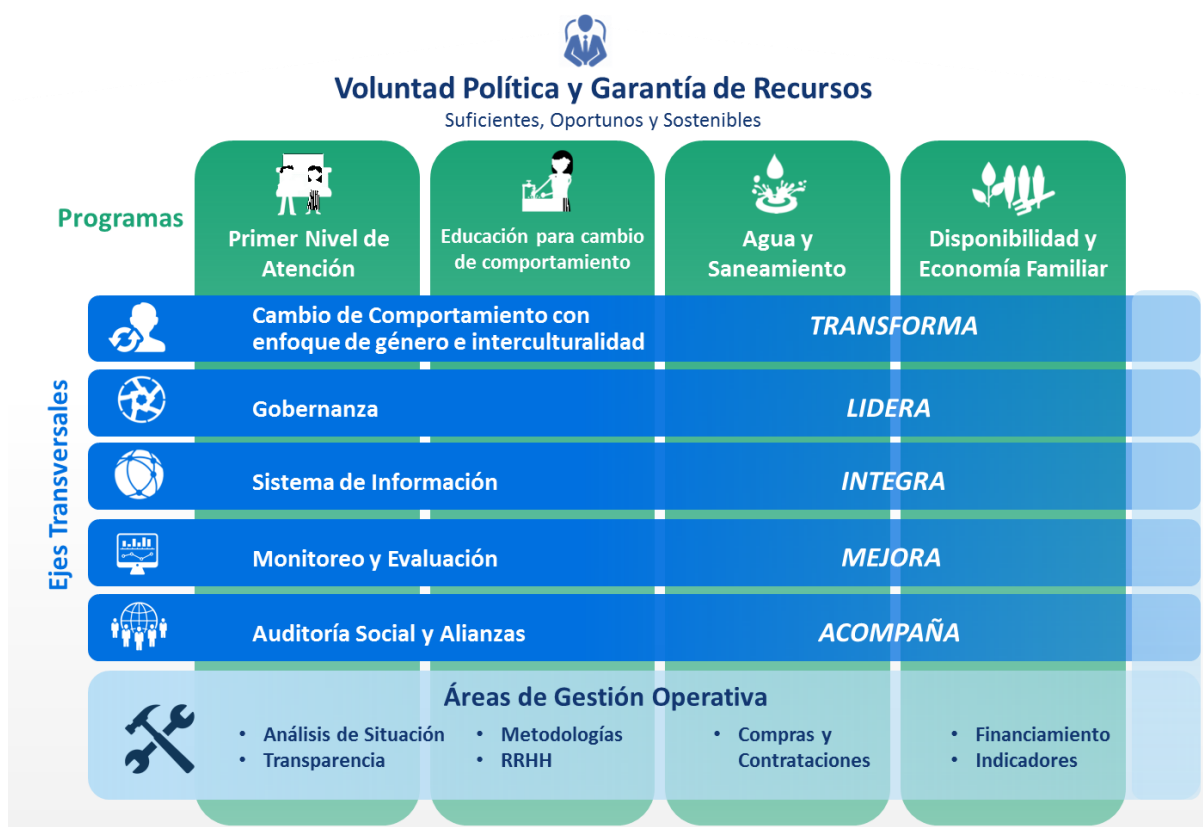 Voluntad Política y Garantía de Recursos
Suficientes, Oportunos y Sostenibles
Programas
Primer Nivel de
Atención
Educación para cambio
de comportamiento
Agua y
Saneamiento
Disponibilidad y
Economía Familiar
Ejes Transversales
Cambio de Comportamiento con
enfoque de género e interculturalidad
TRANSFORMA
Gobernanza
LIDERA
Sistema de Información
INTEGRA
Monitoreo y Evaluación
MEJORA
Auditoría Social y Alianzas
ACOMPAÑA
Áreas de Gestión Operativa
• Análisis de Situación
• Transparencia
• Metodologías
• RRHH
• Compras y
Contrataciones
• Financiamiento
• Indicadores